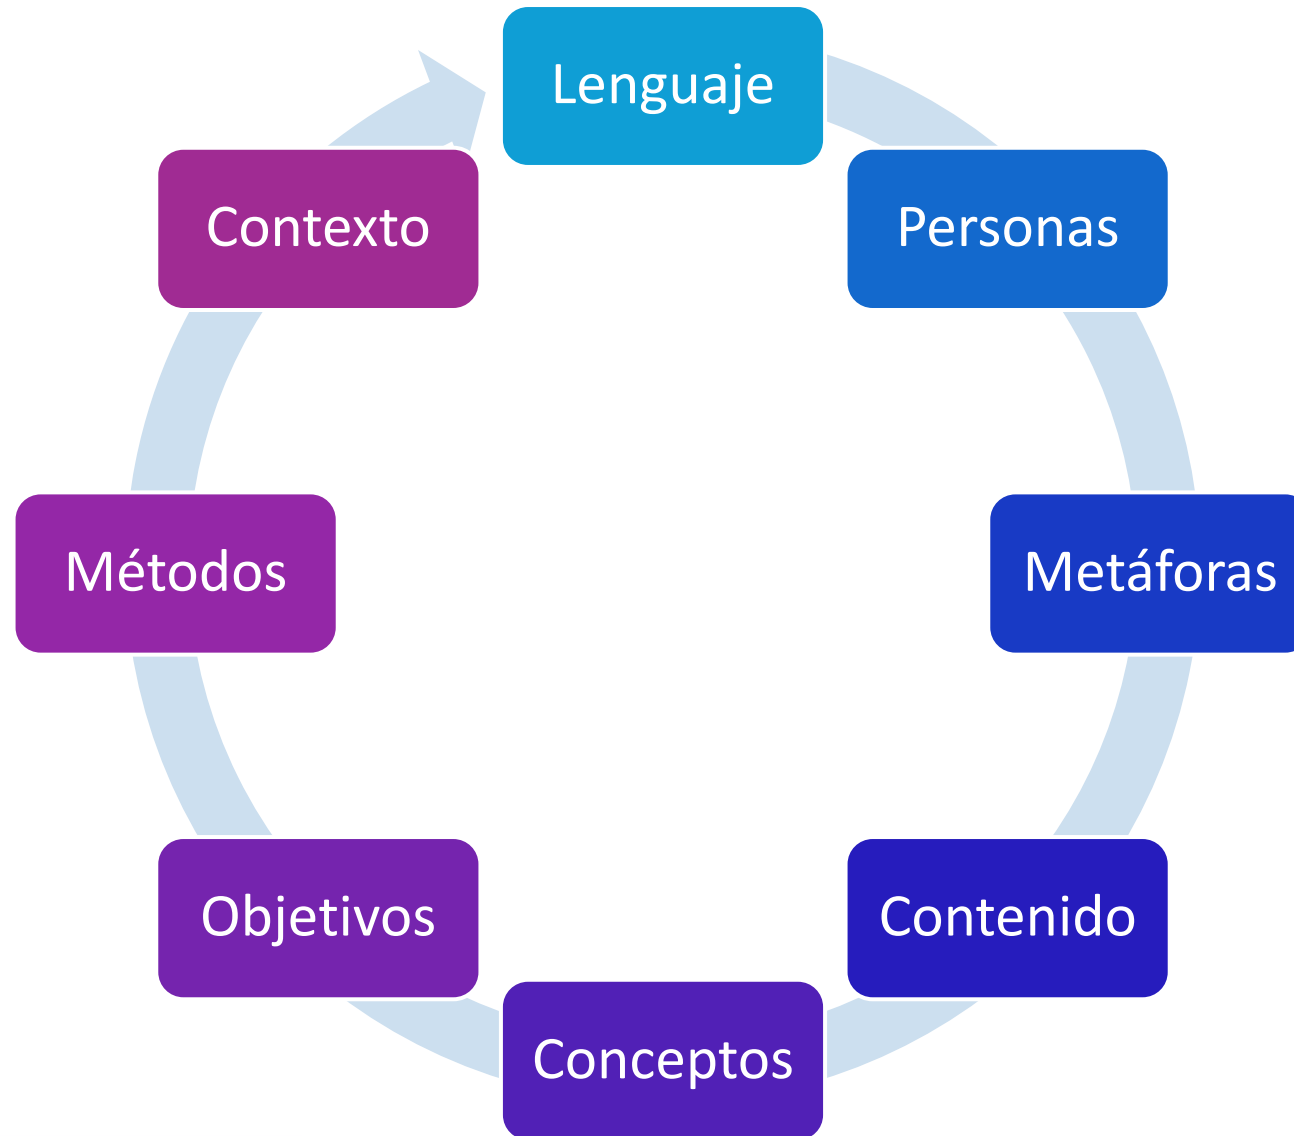 Lenguaje
Personas
Metáforas
Contenido
Conceptos
Objetivos
Métodos
Contexto